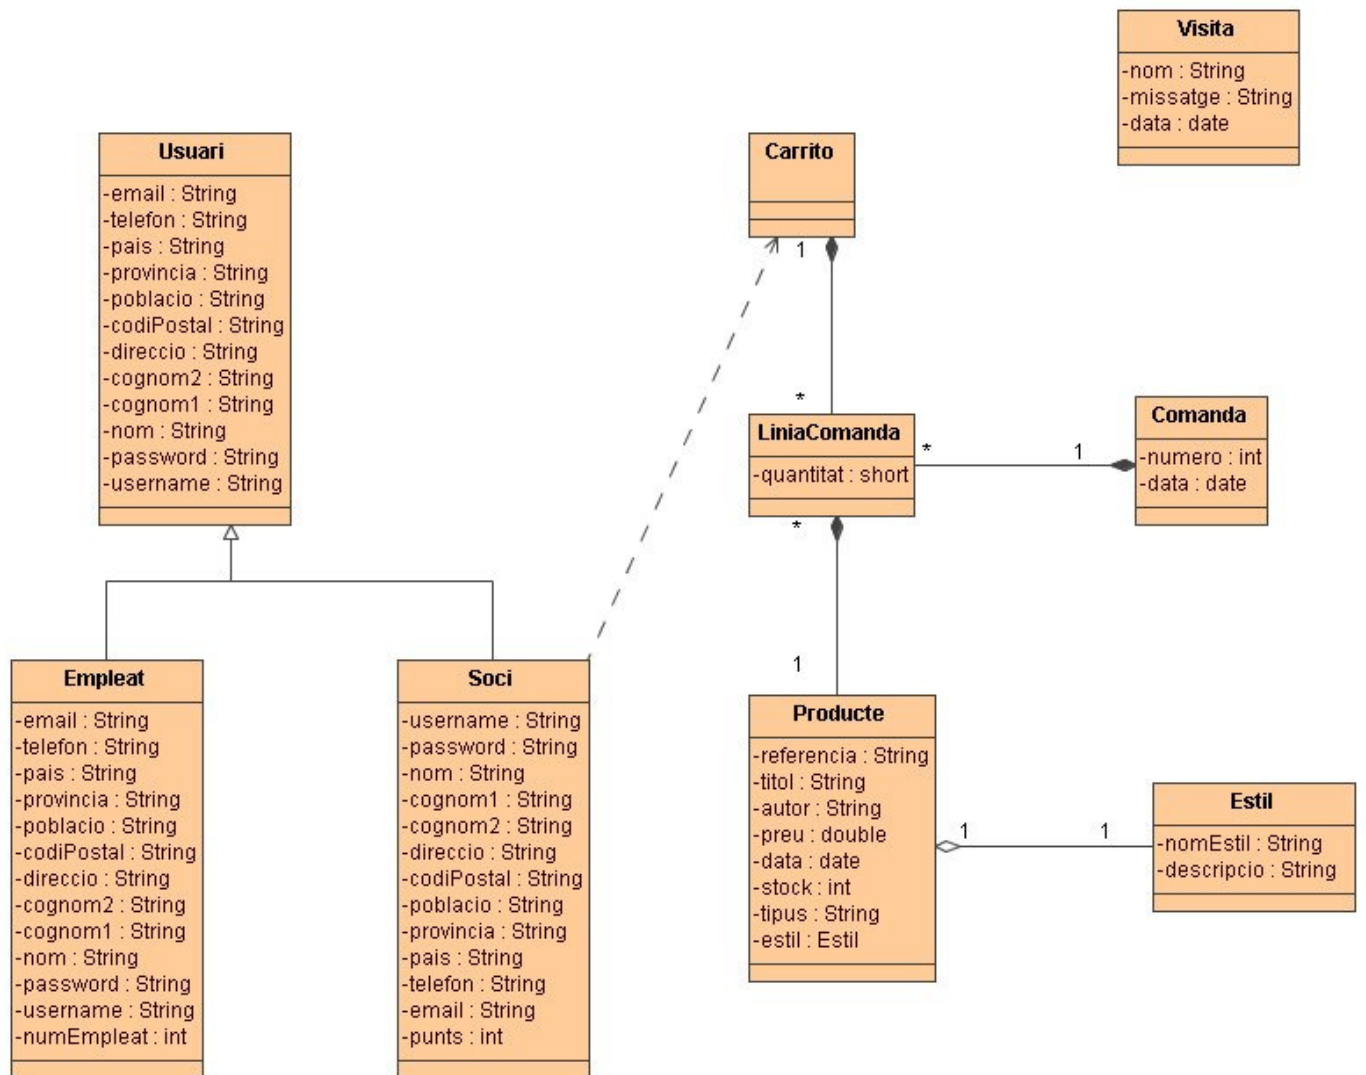 Visita
-nom : String
-missatge : String
-data : date
Usuari
-email : String
-telefon : String
-pais : String
-provincia : String
-poblacio : String
-codiPostal : String
-direccio : String
-cognom2 : String
-cognom1 : String
-nom : String
-password : String
-username : String
Carrito
1
*
LiniaComanda
-quantitat : short
*
1
Comanda
-numero : int
-data : date
*
1
Empleat
-email : String
-telefon : String
-pais : String
-provincia : String
-poblacio : String
-codiPostal : String
-direccio : String
-cognom2 : String
-cognom1 : String
-nom : String
-password : String
-username : String
-numEmpleat : int
Soci
-username : String
-password : String
-nom : String
-cognom1 : String
-cognom2 : String
-direccio : String
-codiPostal : String
-poblacio : String
-provincia : String
-pais : String
-telefon : String
-email : String
-punts : int
Producte
-referencia : String
-titol : String
-autor : String
-preu : double
-data : date
-stock : int
-tipus : String
-estil : Estil
1
1
Estil
-nomEstil : String
-descripcio : String